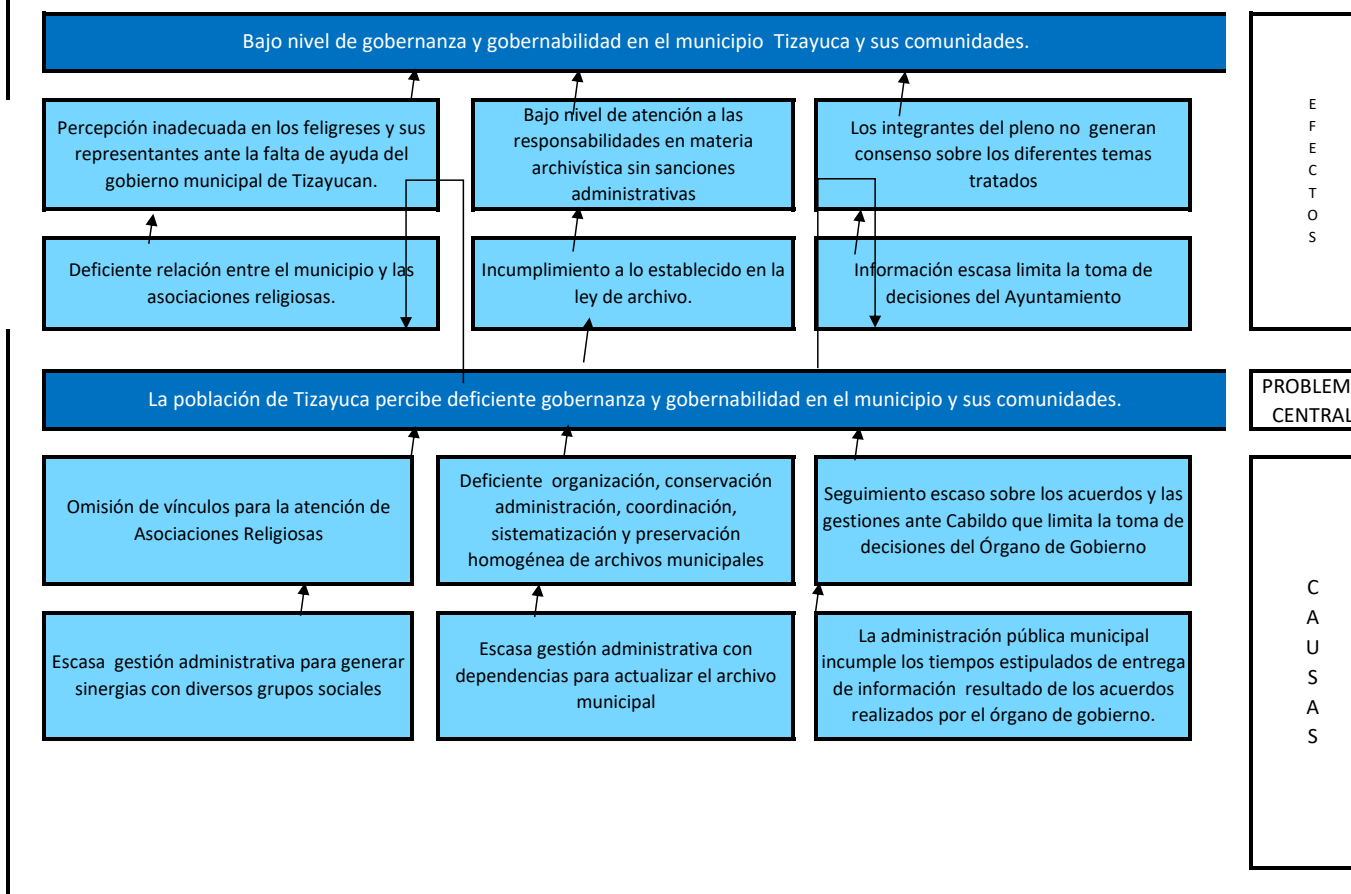 Bajo nivel de gobernanza y gobernabilidad en el municipio  Tizayuca y sus comunidades.
Percepción inadecuada en los feligreses y sus
representantes ante la falta de ayuda del
gobierno municipal de Tizayucan.
Bajo nivel de atención a las
responsabilidades en materia
archivística sin sanciones
administrativas
Los integrantes del pleno no  generan
consenso sobre los diferentes temas
tratados
Deficiente relación entre el municipio y las
asociaciones religiosas.
Incumplimiento a lo establecido en la
ley de archivo.
Información escasa limita la toma de
decisiones del Ayuntamiento
E
F
E
C
T
O
S
La población de Tizayuca percibe deficiente gobernanza y gobernabilidad en el municipio y sus comunidades.
PROBLEM
CENTRAL
Omisión de vínculos para la atención de
Asociaciones Religiosas
Deficiente  organización, conservación
administración, coordinación,
sistematización y preservación
homogénea de archivos municipales
Seguimiento escaso sobre los acuerdos y las
gestiones ante Cabildo que limita la toma de
decisiones del Órgano de Gobierno
Escasa  gestión administrativa para generar
sinergias con diversos grupos sociales
Escasa gestión administrativa con
dependencias para actualizar el archivo
municipal
La administración pública municipal
incumple los tiempos estipulados de entrega
de información  resultado de los acuerdos
realizados por el órgano de gobierno.
C
A
U
S
A
S